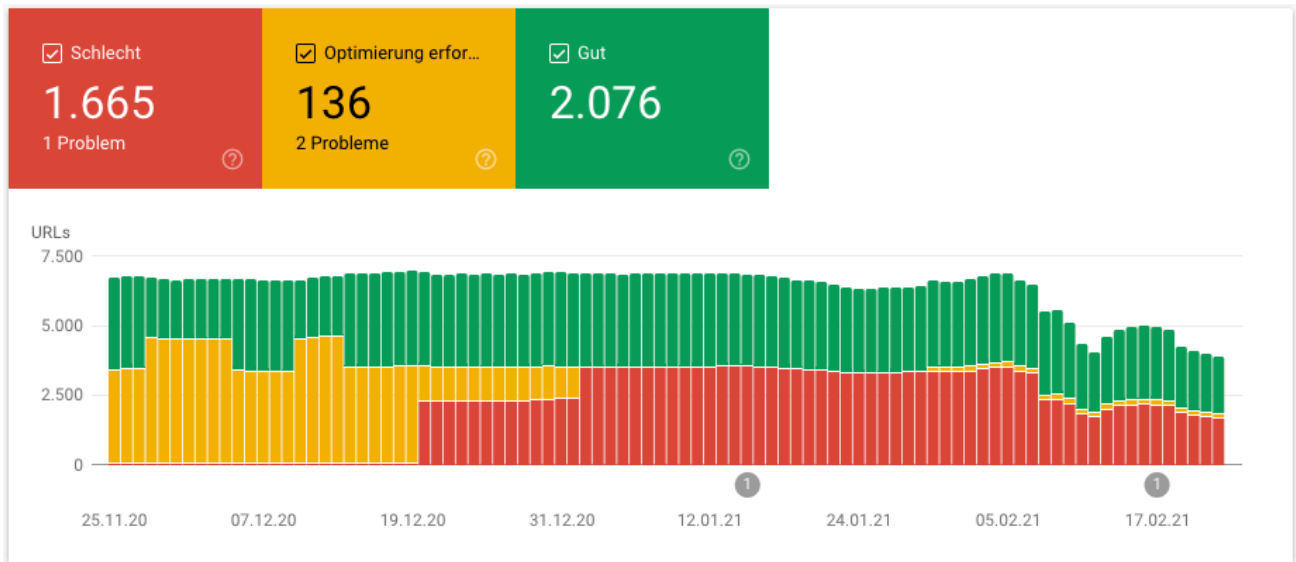 Schlecht
1.665
1 Problem
Optimierung erfor...
136
2 Probleme
Gut
2.076
URLs
7.500
5.000
2.500
0
1 1
25.11.20 07.12.20 19.12.20 31.12.20 12.01.21 24.01.21 05.02.21 17.02.21